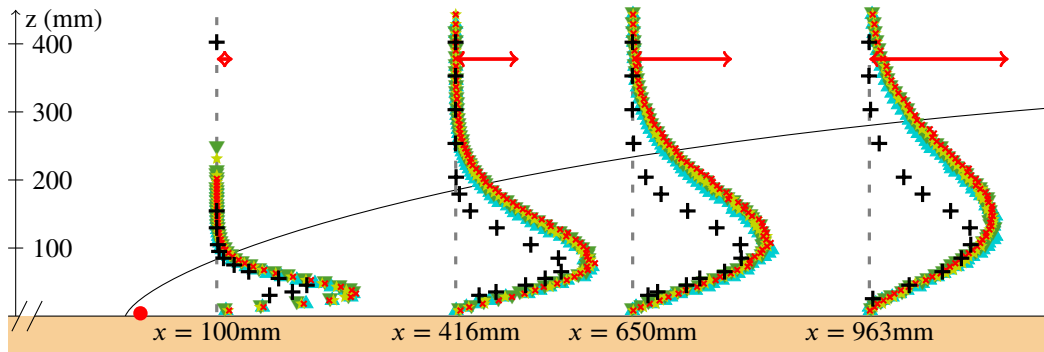 z (mm)
400
300
200
100
x = 100mm
x = 416mm
x = 650mm
x = 963mm